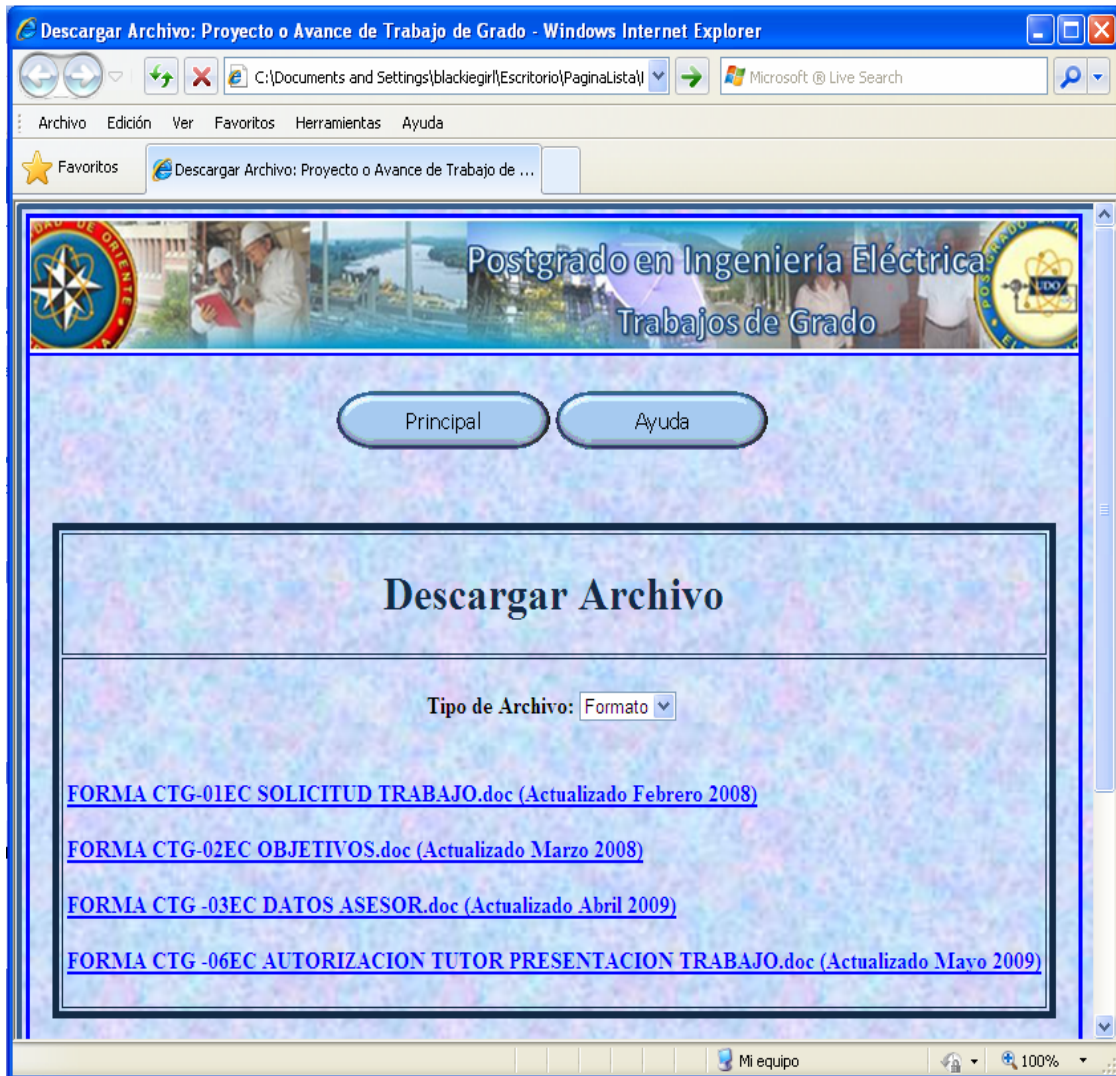 Descargar Archivo: Proyecto o Avance de Trabajo de Grado - Windows Internet Explorer
C:\Documents and Settings\blackiegirl\Escritorio\PaginaLista\
Microsoft ® Live Search
Archivo Edición Ver Favoritos Herramientas Ayuda
Favoritos
Descargar Archivo: Proyecto o Avance de Trabajo de ...
DE ORIENTE
UDO
Postgrado en Ingeniería Eléctrica
Trabajos de Grado
Principal
Ayuda
Descargar Archivo
Tipo de Archivo: Formato
FORMA CTG-01EC SOLICITUD TRABAJO.doc (Actualizado Febrero 2008)
FORMA CTG-02EC OBJETIVOS.doc (Actualizado Marzo 2008)
FORMA CTG -03EC DATOS ASESOR.doc (Actualizado Abril 2009)
FORMA CTG -06EC AUTORIZACION TUTOR PRESENTACION TRABAJO.doc (Actualizado Mayo 2009)
Mi equipo
100%